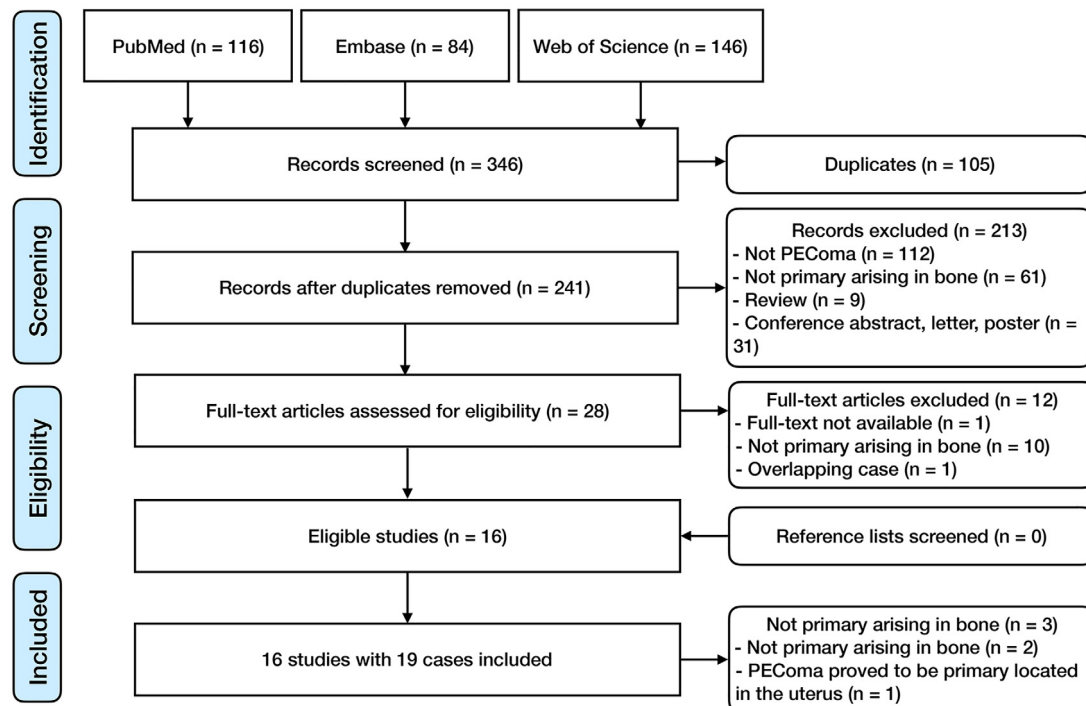 Identification
PubMed (n = 116)
Embase (n = 84)
Web of Science (n = 146)
Records screened (n = 346)
Duplicates (n = 105)
Screening
Records after duplicates removed (n = 241)
Records excluded (n = 213)
- Not PEComa (n = 112)
- Not primary arising in bone (n = 61)
- Review (n = 9)
- Conference abstract, letter, poster (n =
31)
Eligibility
Full-text articles assessed for eligibility (n = 28)
Full-text articles excluded (n = 12)
- Full-text not available (n = 1)
- Not primary arising in bone (n = 10)
- Overlapping case (n = 1)
Eligible studies (n = 16)
Reference lists screened (n = 0)
Included
16 studies with 19 cases included
Not primary arising in bone (n = 3)
- Not primary arising in bone (n = 2)
- PEComa proved to be primary located
in the uterus (n = 1)